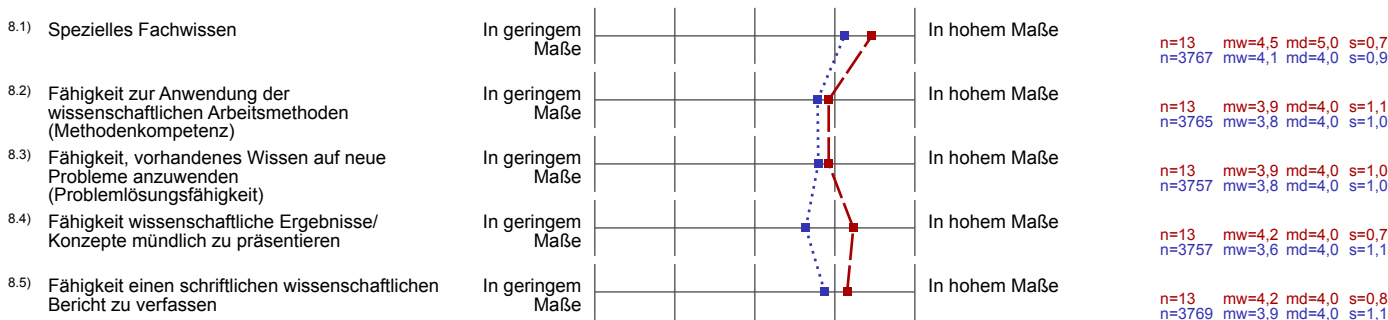 8.1) Spezielles Fachwissen
In geringem
Maße
In hohem Maße
n=13 mw=4,5 md=5,0 s=0,7
n=3767 mw=4,1 md=4,0 s=0,9
8.2) Fähigkeit zur Anwendung der
wissenschaftlichen Arbeitsmethoden
(Methodenkompetenz)
In geringem
Maße
In hohem Maße
n=13 mw=3,9 md=4,0 s=1,1
n=3765 mw=3,8 md=4,0 s=1,0
8.3) Fähigkeit, vorhandenes Wissen auf neue
Probleme anzuwenden
(Problemlösungsfähigkeit)
In geringem
Maße
In hohem Maße
n=13 mw=3,9 md=4,0 s=1,0
n=3757 mw=3,8 md=4,0 s=1,0
8.4) Fähigkeit wissenschaftliche Ergebnisse/
Konzepte mündlich zu präsentieren
In geringem
Maße
In hohem Maße
n=13 mw=4,2 md=4,0 s=0,7
n=3757 mw=3,6 md=4,0 s=1,1
8.5) Fähigkeit einen schriftlichen wissenschaftlichen
Bericht zu verfassen
In geringem
Maße
In hohem Maße
n=13 mw=4,2 md=4,0 s=0,8
n=3769 mw=3,9 md=4,0 s=1,1